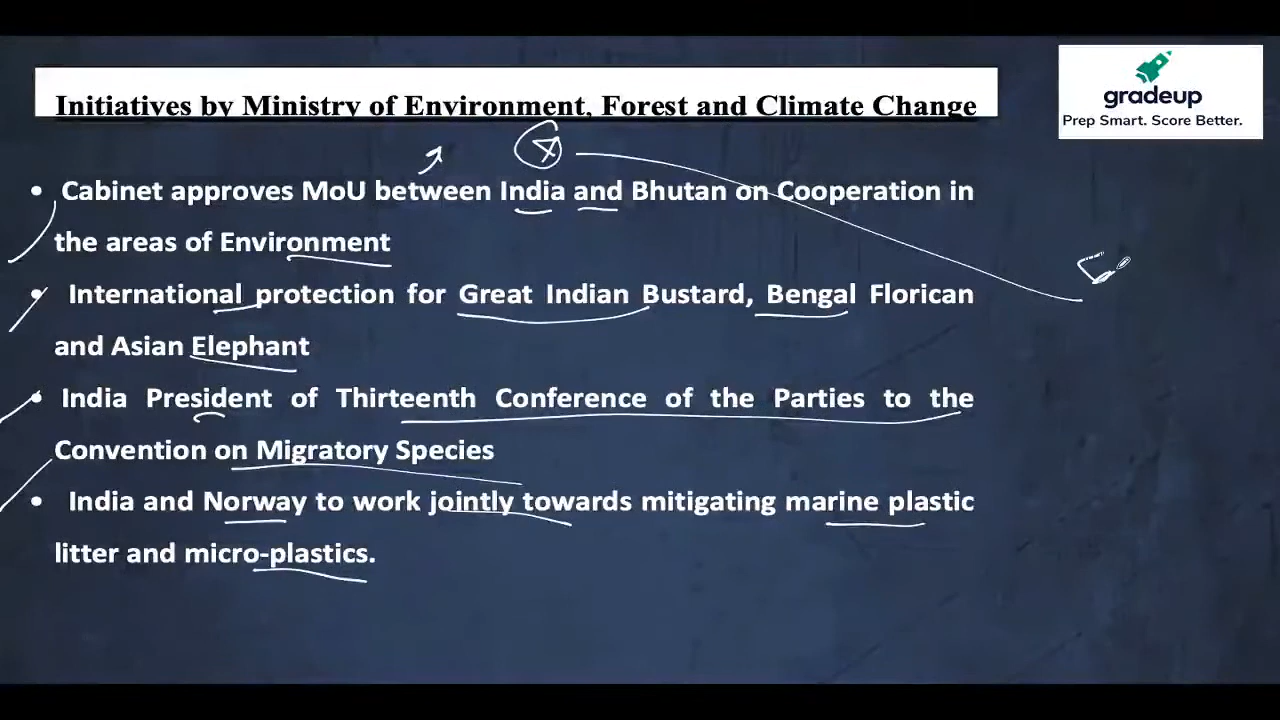 gradeup
Prep Smart. Score Better.
Initiatives by Ministry of Environment, Forest and Climate Change
• Cabinet approves MoU between India and Bhutan on Cooperation in
the areas of Environment
• International protection for Great Indian Bustard, Bengal Florican
and Asian Elephant
• India President of Thirteenth Conference of the Parties to the
Convention on Migratory Species
• India and Norway to work jointly towards mitigating marine plastic
litter and micro-plastics.